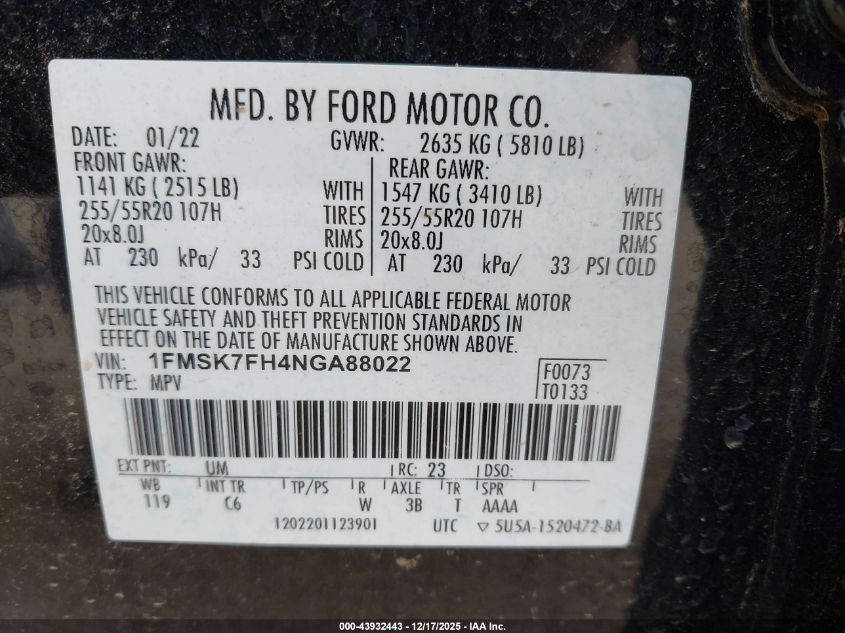 MFD. BY FORD MOTOR CO.
DATE: 01/22 GVWR: 2635 KG ( 5810 LB)
FRONT GAWR: REAR GAWR:
1141 KG ( 2515 LB) WITH 1547 KG ( 3410 LB) WITH
255/55R20 107H TIRES 255/55R20 107H TIRES
20x8.0J RIMS 20x8.0J RIMS
AT 230 kPa/ 33 PSI COLD AT 230 kPa/ 33 PSI COLD
THIS VEHICLE CONFORMS TO ALL APPLICABLE FEDERAL MOTOR
VEHICLE SAFETY AND THEFT PREVENTION STANDARDS IN
EFFECT ON THE DATE OF MANUFACTURE SHOWN ABOVE.
VIN: 1FMSK7FH4NGA88022 F0073
TYPE: MPV T0133
EXT PNT: UM RC: 23 DSO:
WB INT TR TP/PS R AXLE TR SPR
119 C6 W 3B T AAAA
1202201123901 UTC ▽ 5U5A-1520472-BA
000-43932443 - 12/17/2025 - IAA Inc.